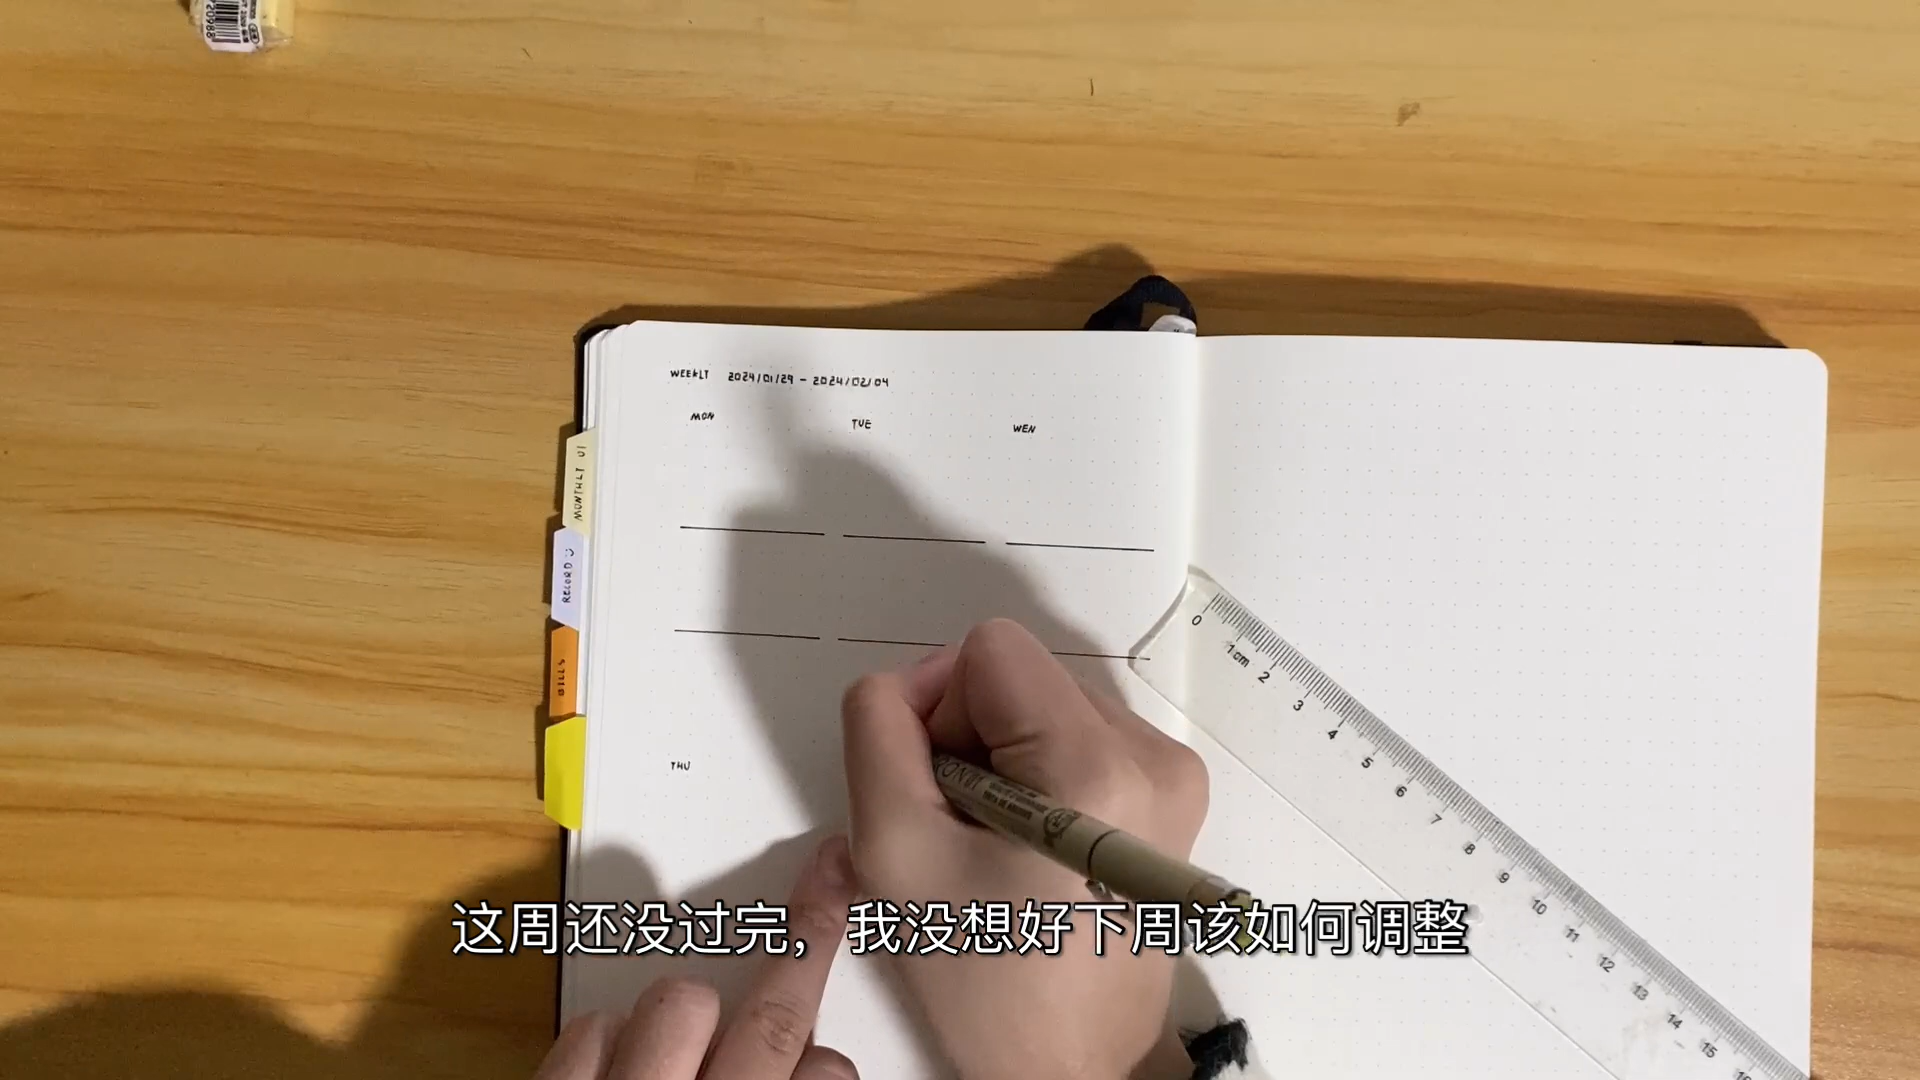 WEEKLY 2024/01/29 - 2024/02/04
MON TUE WEN
THU
MONTHLY 01
RECORD
BILLS
0 1cm 2 3 4 5 6 7 8 9 10 11 12 13 14 15
这周还没过完，我没想好下周该如何调整